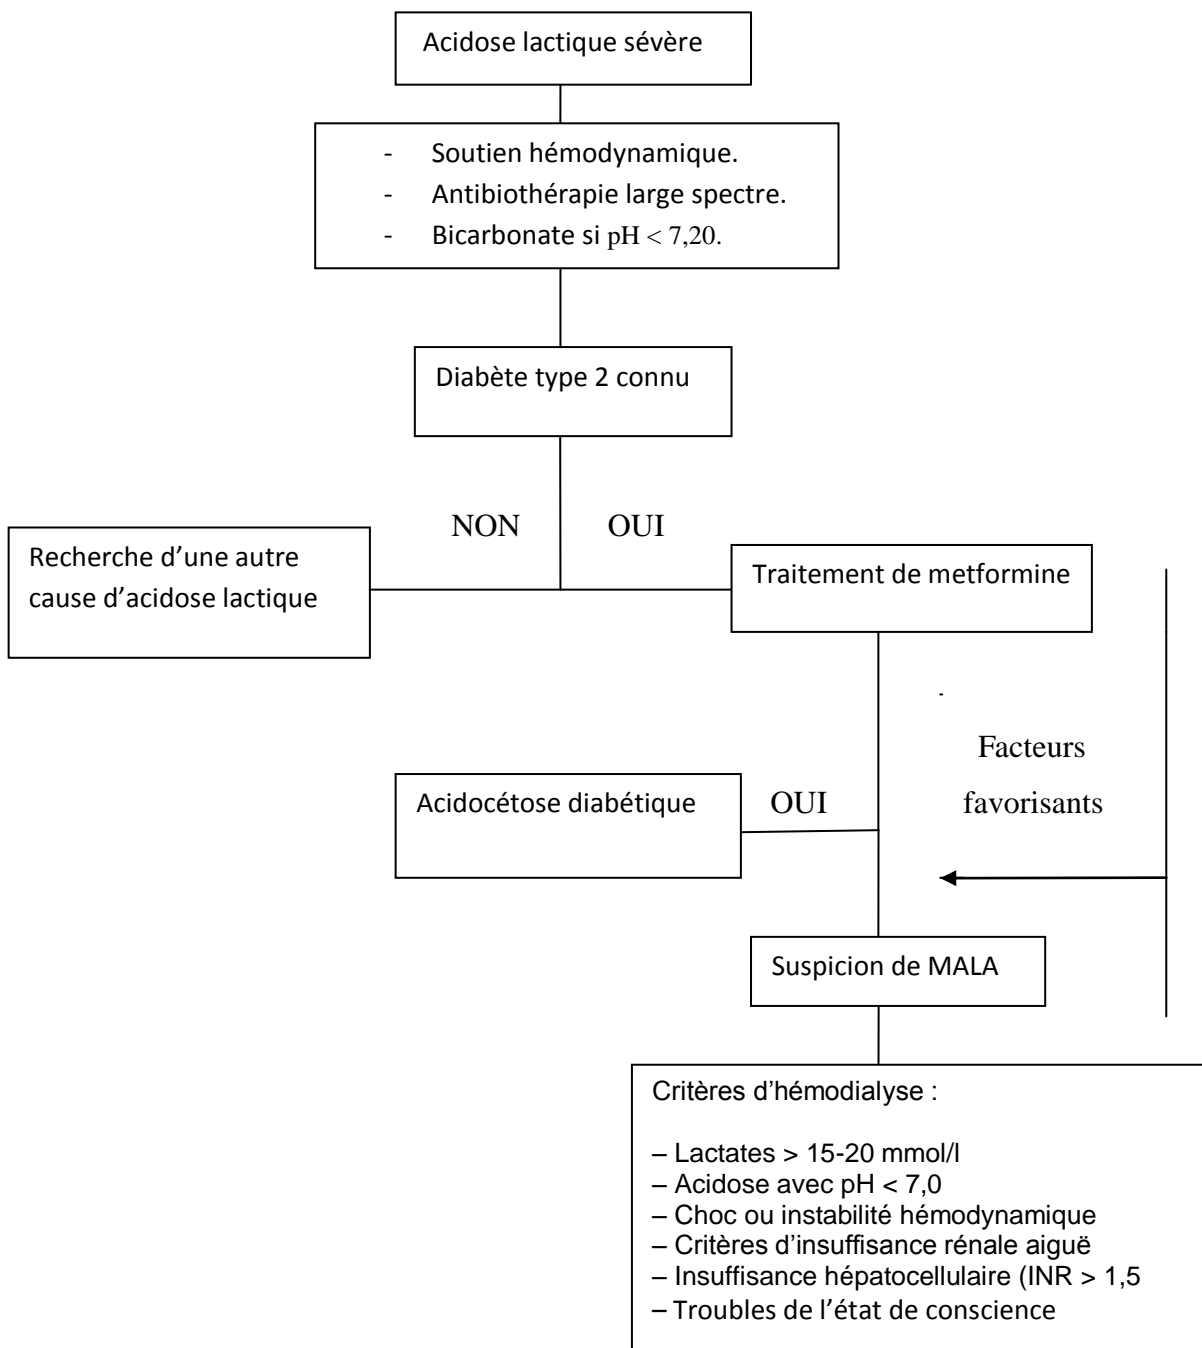 Acidose lactique sévère
- Soutien hémodynamique.
- Antibiothérapie large spectre.
- Bicarbonate si pH < 7,20.
Diabète type 2 connu
NON
OUI
Recherche d’une autre
cause d’acidose lactique
Traitement de metformine
Facteurs
favorisants
Acidocétose diabétique
OUI
Suspicion de MALA
Critères d’hémodialyse :
– Lactates > 15-20 mmol/l
– Acidose avec pH < 7,0
– Choc ou instabilité hémodynamique
– Critères d’insuffisance rénale aiguë
– Insuffisance hépatocellulaire (INR > 1,5
– Troubles de l’état de conscience